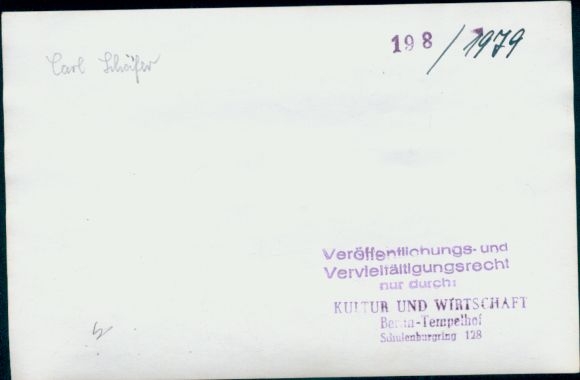 Carl Schäfer
198 / 1979
Veröffentlichungs- und
Vervielfältigungsrecht
nur durch:
KULTUR UND WIRTSCHAFT
Berlin-Tempelhof
Schulenburgring 128